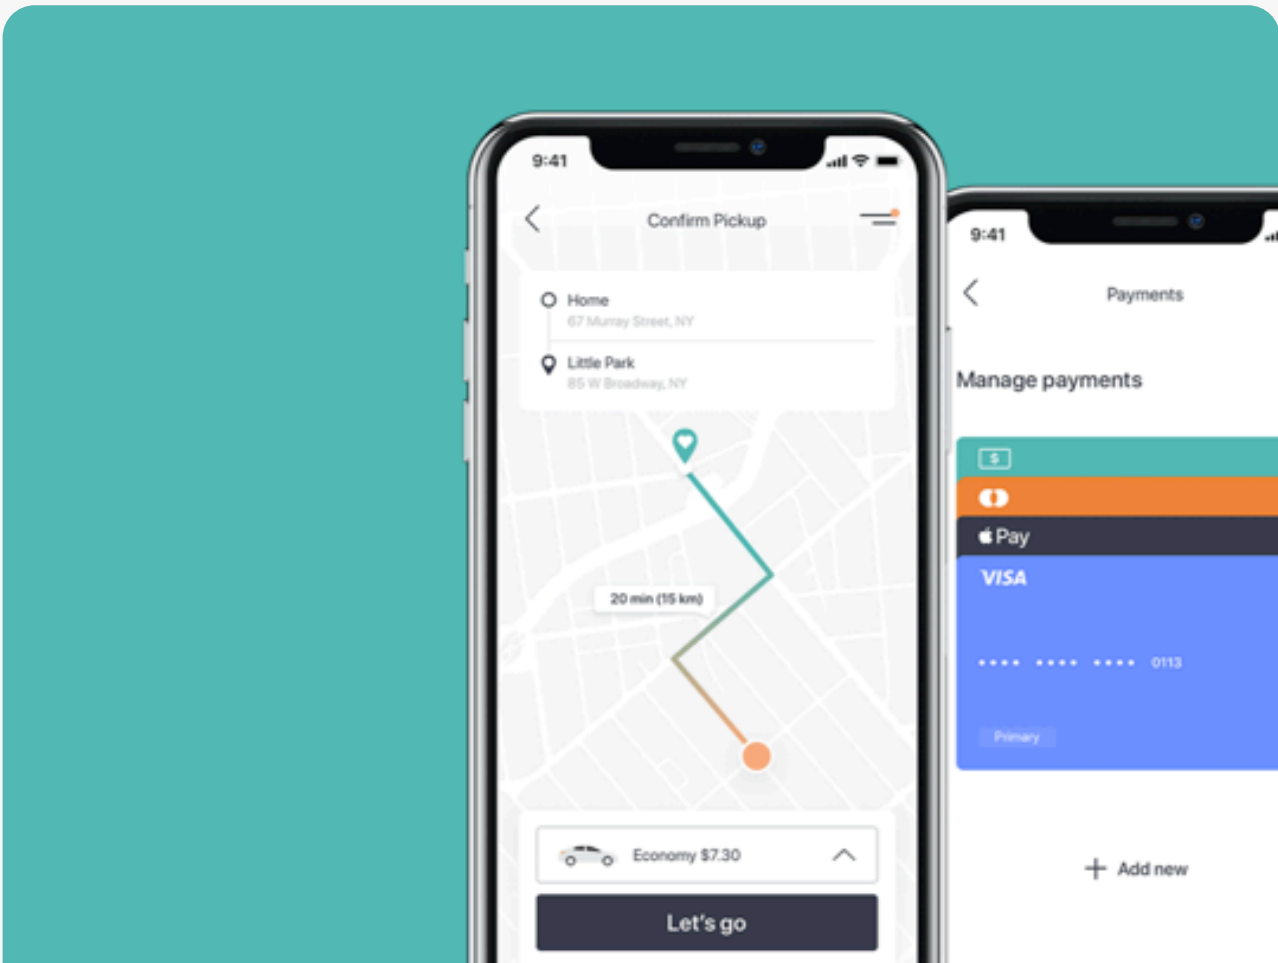 9:41
Confirm Pickup
Home
67 Murray Street, NY
Little Park
85 W Broadway, NY
20 min (15 km)
Economy $7.30
Let's go
9:41
Payments
Manage payments
$
Pay
VISA
•••• •••• •••• 0113
Primary
+ Add new